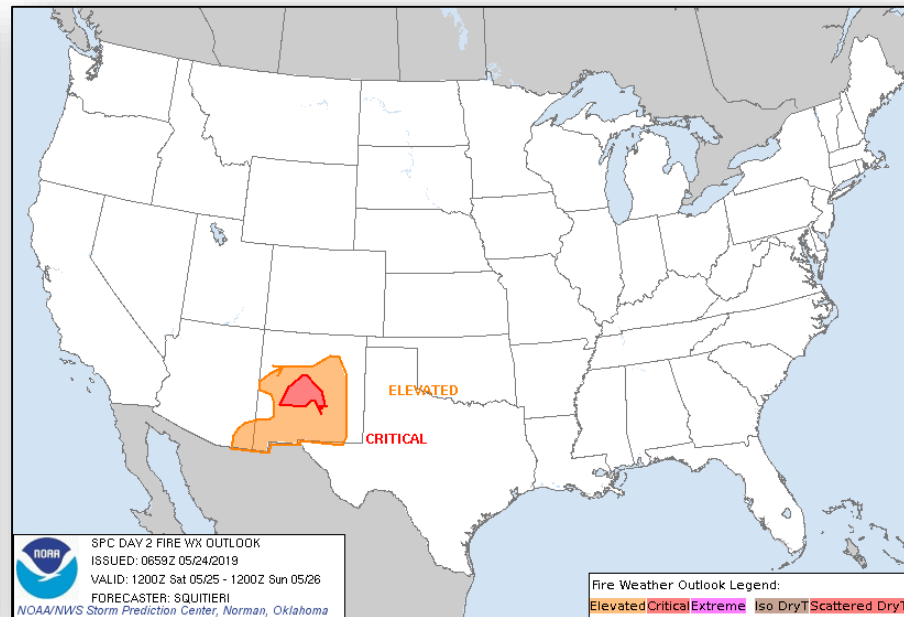 ELEVATED
CRITICAL
NOAA
SPC DAY 2 FIRE WX OUTLOOK
ISSUED: 0659Z 05/24/2019
VALID: 1200Z Sat 05/25 - 1200Z Sun 05/26
FORECASTER: SQUITIERI
NOAA/NWS Storm Prediction Center, Norman, Oklahoma
Fire Weather Outlook Legend:
Elevated Critical Extreme Iso DryT Scattered DryT